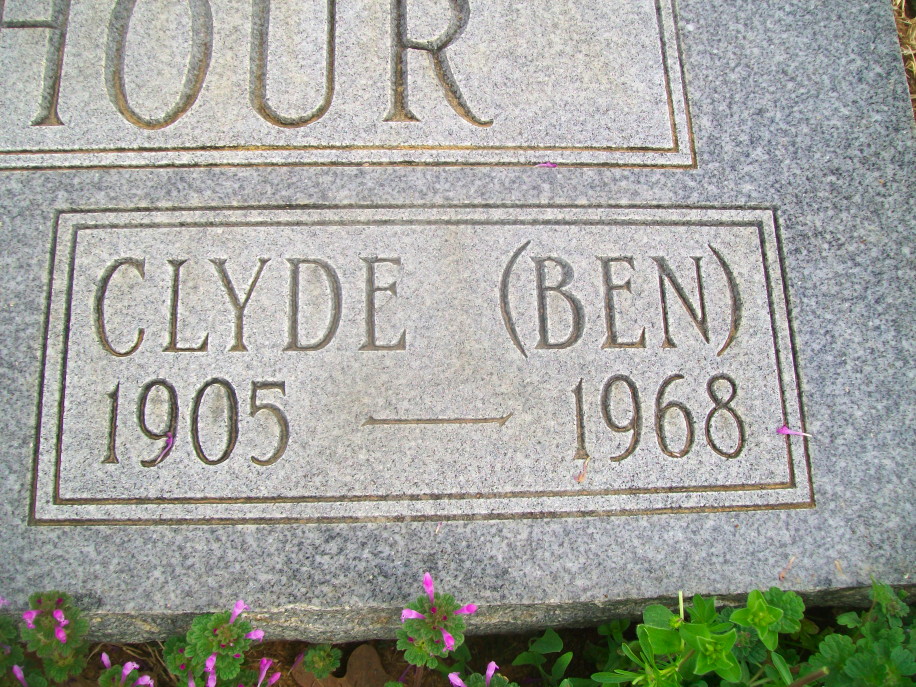 HOUR
CLYDE (BEN)
1905 — 1968